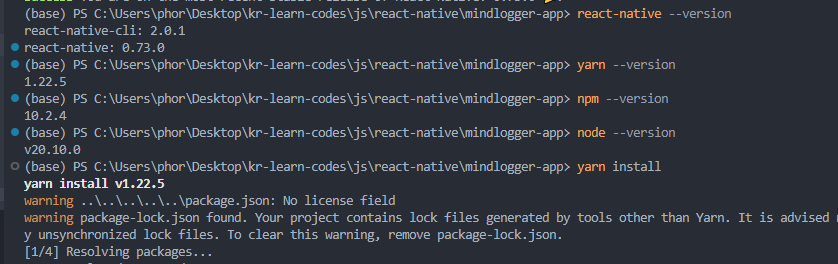 (base) PS C:\Users\phor\Desktop\kr-learn-codes\js\react-native\mindlogger-app> react-native --version
react-native-cli: 2.0.1
react-native: 0.73.0
(base) PS C:\Users\phor\Desktop\kr-learn-codes\js\react-native\mindlogger-app> yarn --version
1.22.5
(base) PS C:\Users\phor\Desktop\kr-learn-codes\js\react-native\mindlogger-app> npm --version
10.2.4
(base) PS C:\Users\phor\Desktop\kr-learn-codes\js\react-native\mindlogger-app> node --version
v20.10.0
(base) PS C:\Users\phor\Desktop\kr-learn-codes\js\react-native\mindlogger-app> yarn install
yarn install v1.22.5
warning ..\..\..\..\..\package.json: No license field
warning package-lock.json found. Your project contains lock files generated by tools other than Yarn. It is advised
y unsynchronized lock files. To clear this warning, remove package-lock.json.
[1/4] Resolving packages...